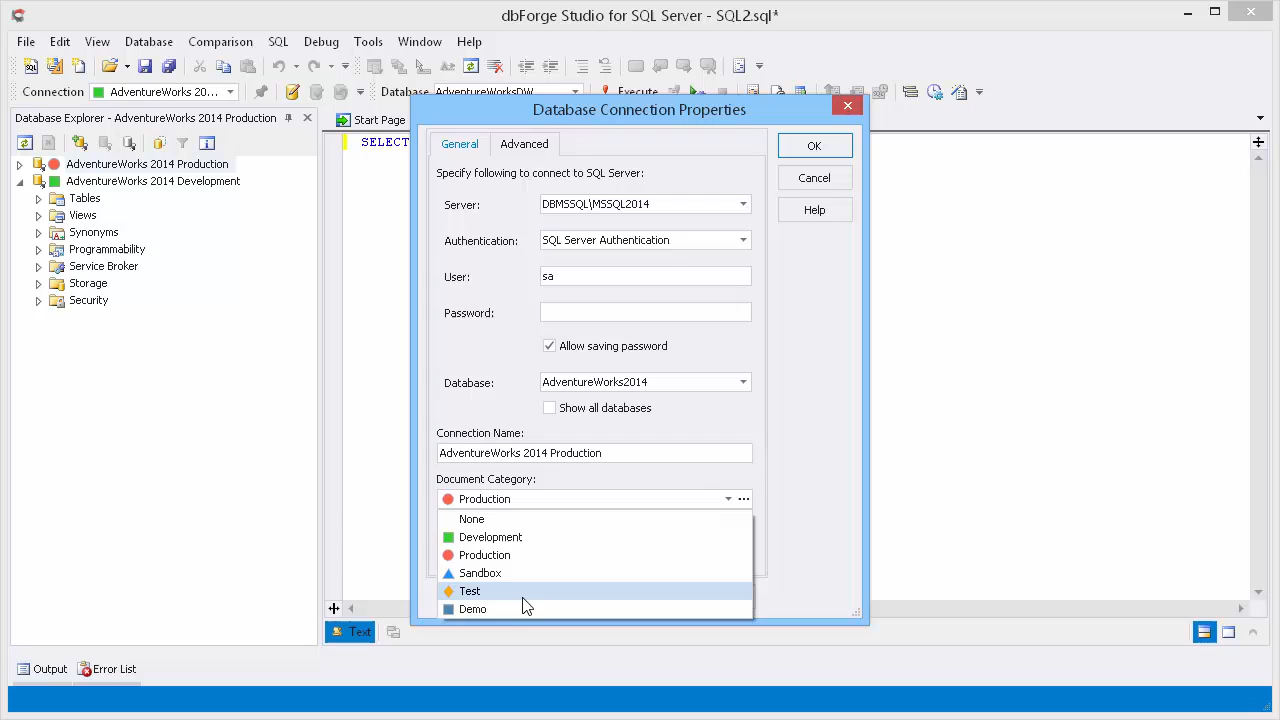 dbForge Studio for SQL Server - SQL2.sql*
File Edit View Database Comparison SQL Debug Tools Window Help
Connection AdventureWorks 20... Database AdventureWorksDW Execute
Database Explorer - AdventureWorks 2014 Production
Start Page
SELECT
AdventureWorks 2014 Production
AdventureWorks 2014 Development
Tables
Views
Synonyms
Programmability
Service Broker
Storage
Security
Database Connection Properties
General Advanced
Specify following to connect to SQL Server:
Server: DBMSSQL\MSSQL2014
Authentication: SQL Server Authentication
User: sa
Password:
Allow saving password
Database: AdventureWorks2014
Show all databases
Connection Name:
AdventureWorks 2014 Production
Document Category:
Production
None
Development
Production
Sandbox
Test
Demo
OK
Cancel
Help
Text
Output Error List